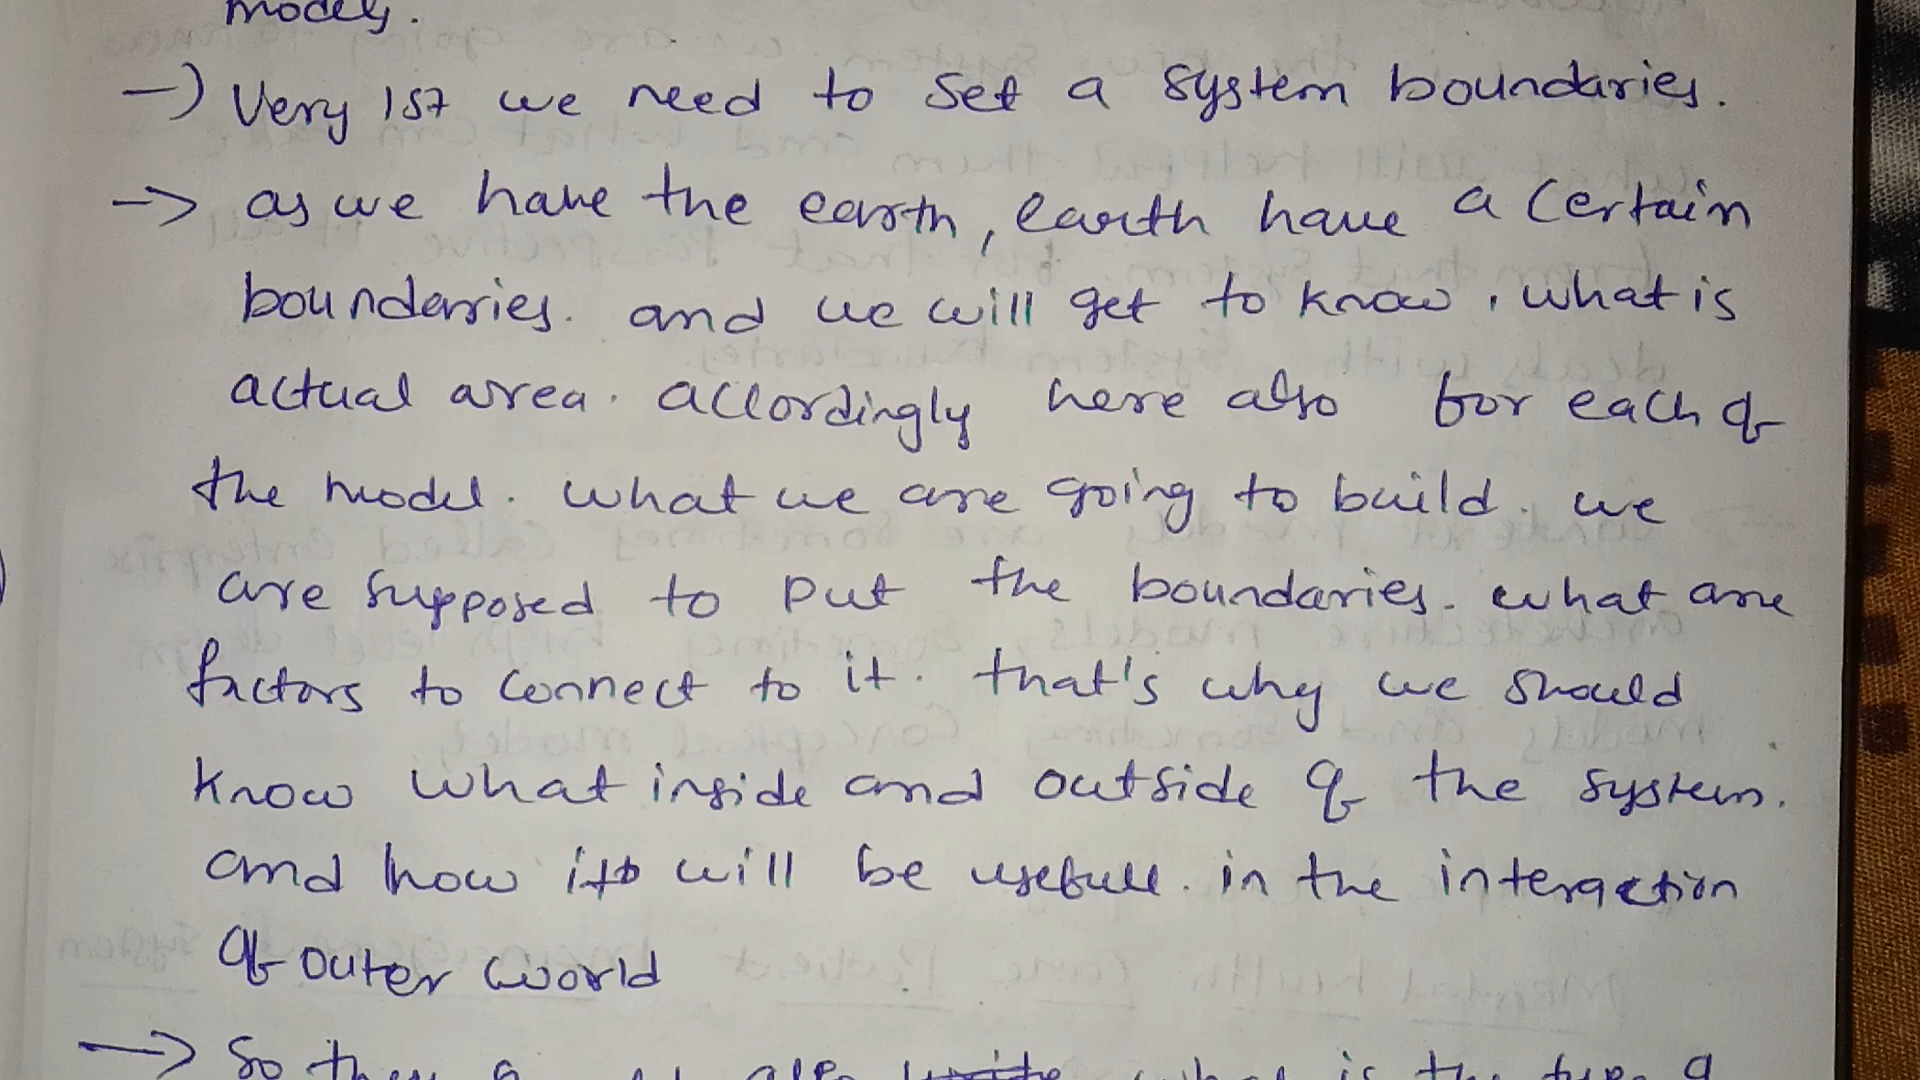 models.
-> Very 1st we need to set a system boundaries.
-> as we have the earth, earth have a certain
boundaries. and we will get to know, what is
actual area. accordingly here also for each of
the model. what we are going to build. we
are supposed to put the boundaries. what are
factors to connect to it. that's why we should
know what inside and outside of the system.
and how its will be usefull. in the interaction
of outer world
-> So